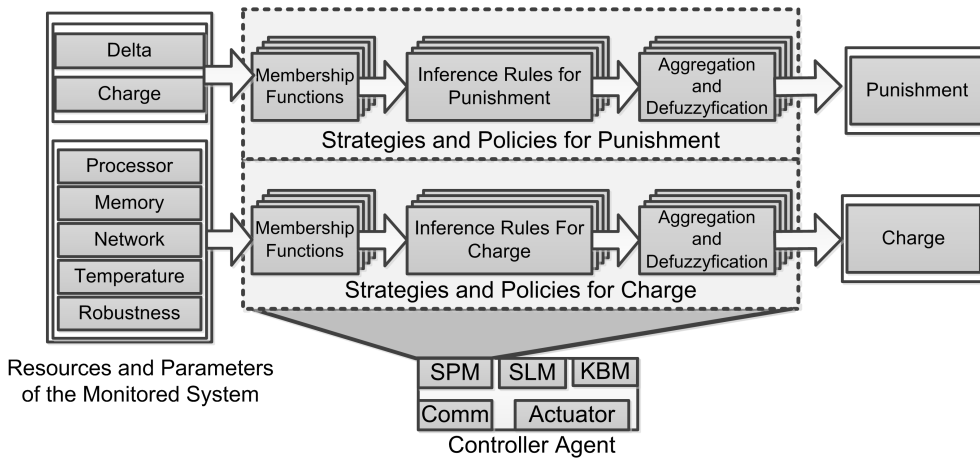 Delta
Charge
Membership
Functions
Inference Rules for
Punishment
Aggregation
and
Defuzzyfication
Punishment
Strategies and Policies for Punishment
Processor
Memory
Network
Temperature
Robustness
Membership
Functions
Inference Rules For
Charge
Aggregation
and
Defuzzyfication
Charge
Strategies and Policies for Charge
Resources and Parameters
of the Monitored System
SPM
SLM
KBM
Comm
Actuator
Controller Agent